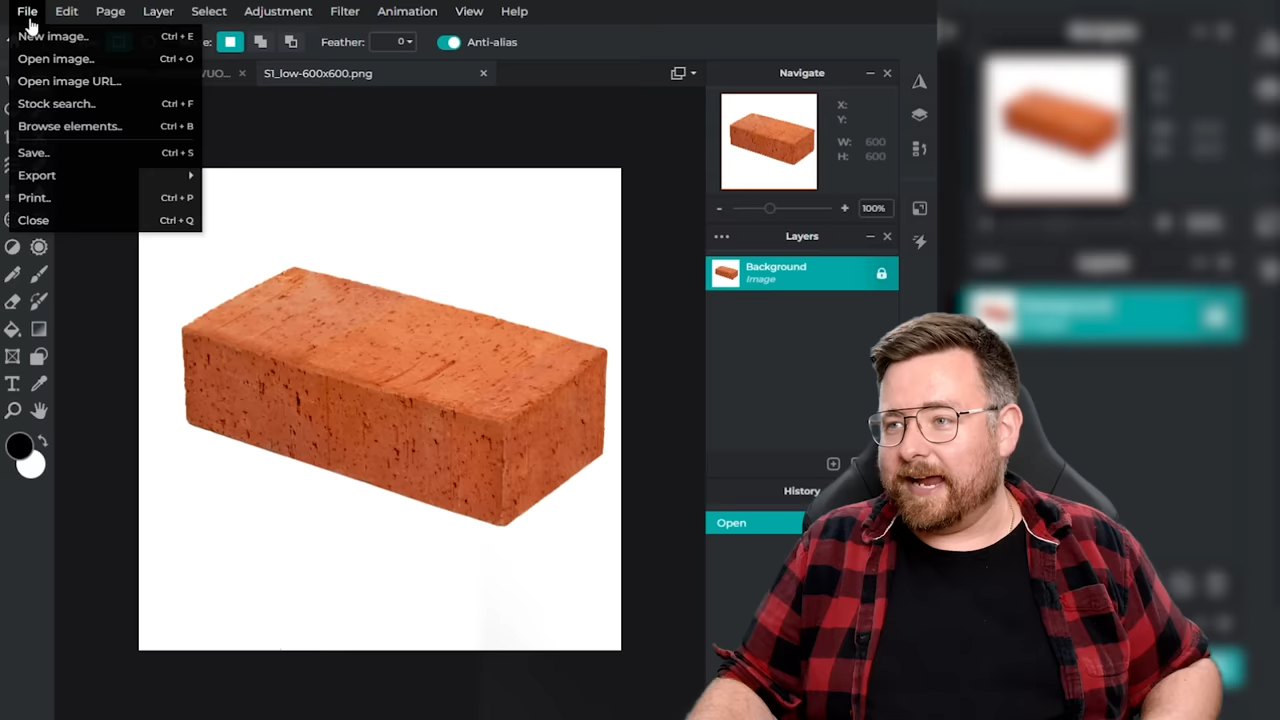 File Edit Page Layer Select Adjustment Filter Animation View Help
New image.. Ctrl + E
Open image.. Ctrl + O
Open image URL..
Stock search.. Ctrl + F
Browse elements.. Ctrl + B
Save.. Ctrl + S
Export
Print.. Ctrl + P
Close Ctrl + Q
Feather: 0 Anti-alias
S1_low-600x600.png
Navigate
X:
Y:
W: 600
H: 600
- + 100%
Layers
Background
Image
History
Open